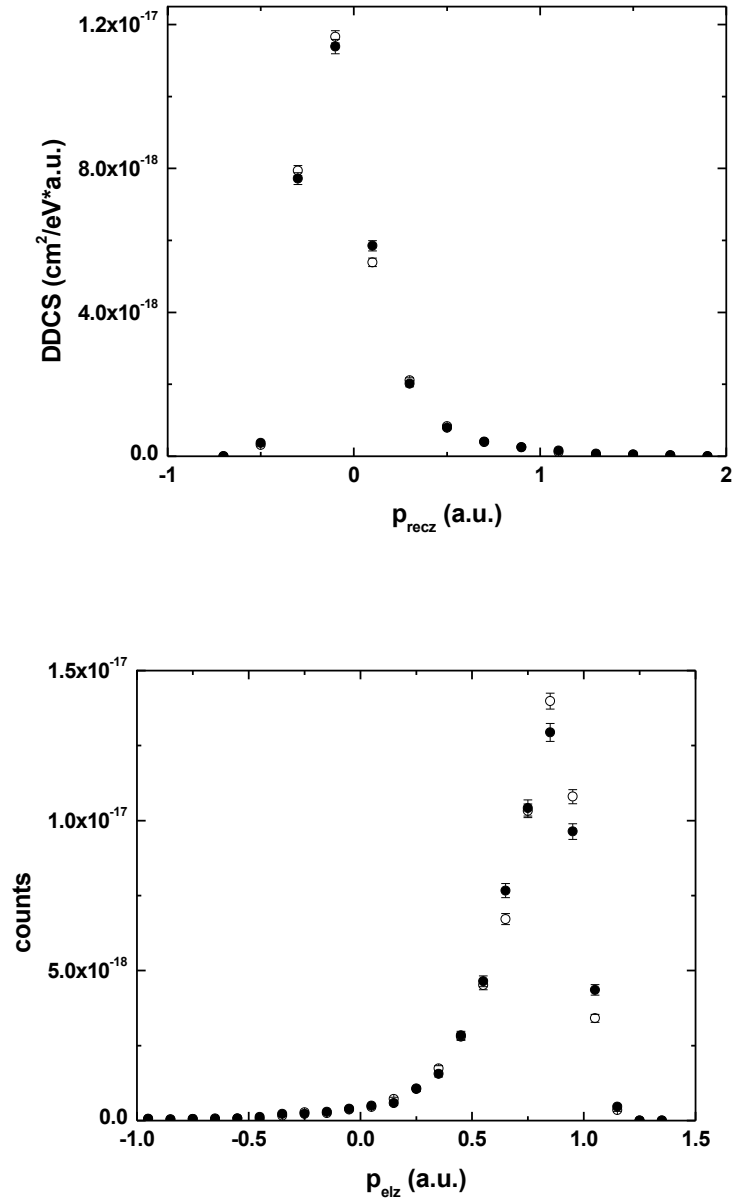 1.2x10⁻¹⁷
8.0x10⁻¹⁸
4.0x10⁻¹⁸
0.0
DDCS (cm²/eV*a.u.)
-1 0 1 2
p_recz (a.u.)
1.5x10⁻¹⁷
1.0x10⁻¹⁷
5.0x10⁻¹⁸
0.0
counts
-1.0 -0.5 0.0 0.5 1.0 1.5
p_elz (a.u.)